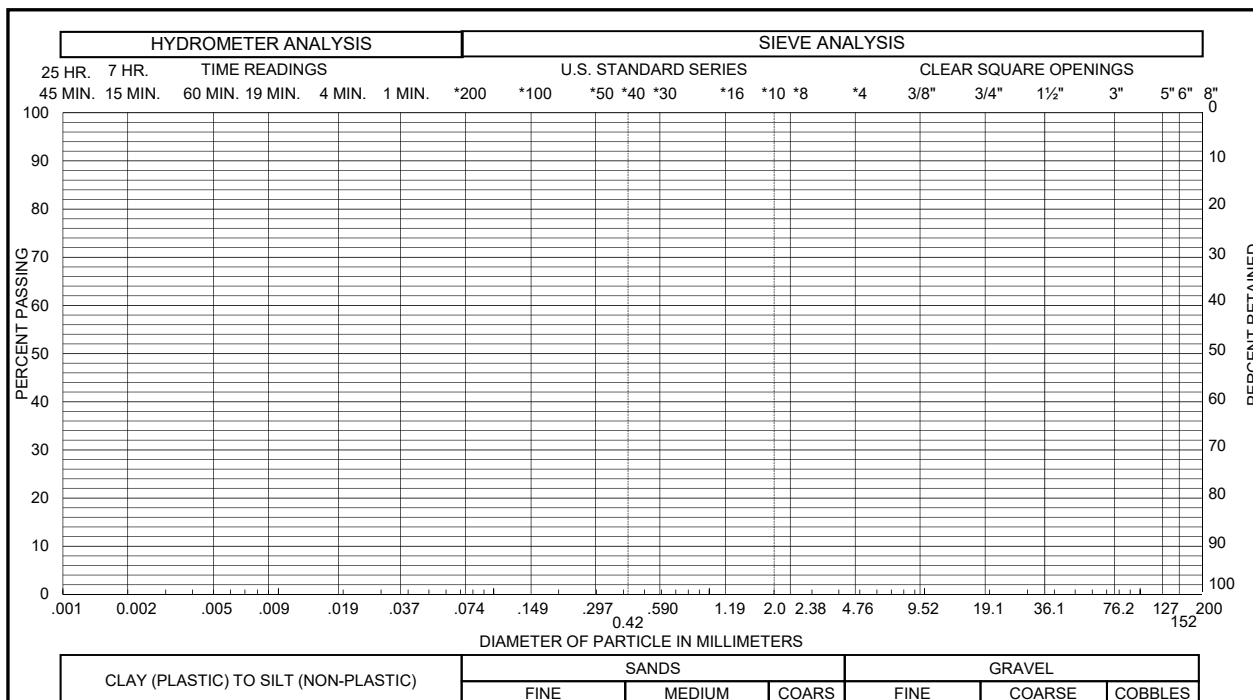 HYDROMETER ANALYSIS SIEVE ANALYSIS
25 HR. 7 HR. TIME READINGS U.S. STANDARD SERIES CLEAR SQUARE OPENINGS
45 MIN. 15 MIN. 60 MIN. 19 MIN. 4 MIN. 1 MIN. *200 *100 *50 *40 *30 *16 *10 *8 *4 3/8" 3/4" 1½" 3" 5" 6" 8"
100 0
90 10
80 20
70 30
60 40
50 50
40 60
30 70
20 80
10 90
0 100
PERCENT PASSING
PERCENT RETAINED
.001 0.002 .005 .009 .019 .037 .074 .149 .297 .590 1.19 2.0 2.38 4.76 9.52 19.1 36.1 76.2 127 200
0.42 152
DIAMETER OF PARTICLE IN MILLIMETERS
CLAY (PLASTIC) TO SILT (NON-PLASTIC) SANDS GRAVEL
FINE MEDIUM COARS FINE COARSE COBBLES